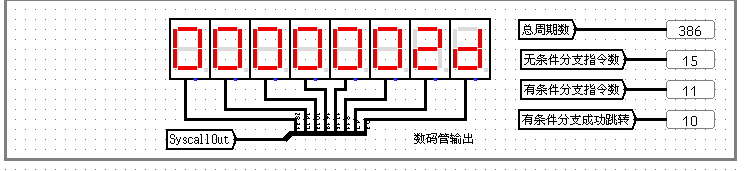 0000002d
SyscallOut
数码管输出
总周期数 386
无条件分支指令数 15
有条件分支指令数 11
有条件分支成功跳转 10